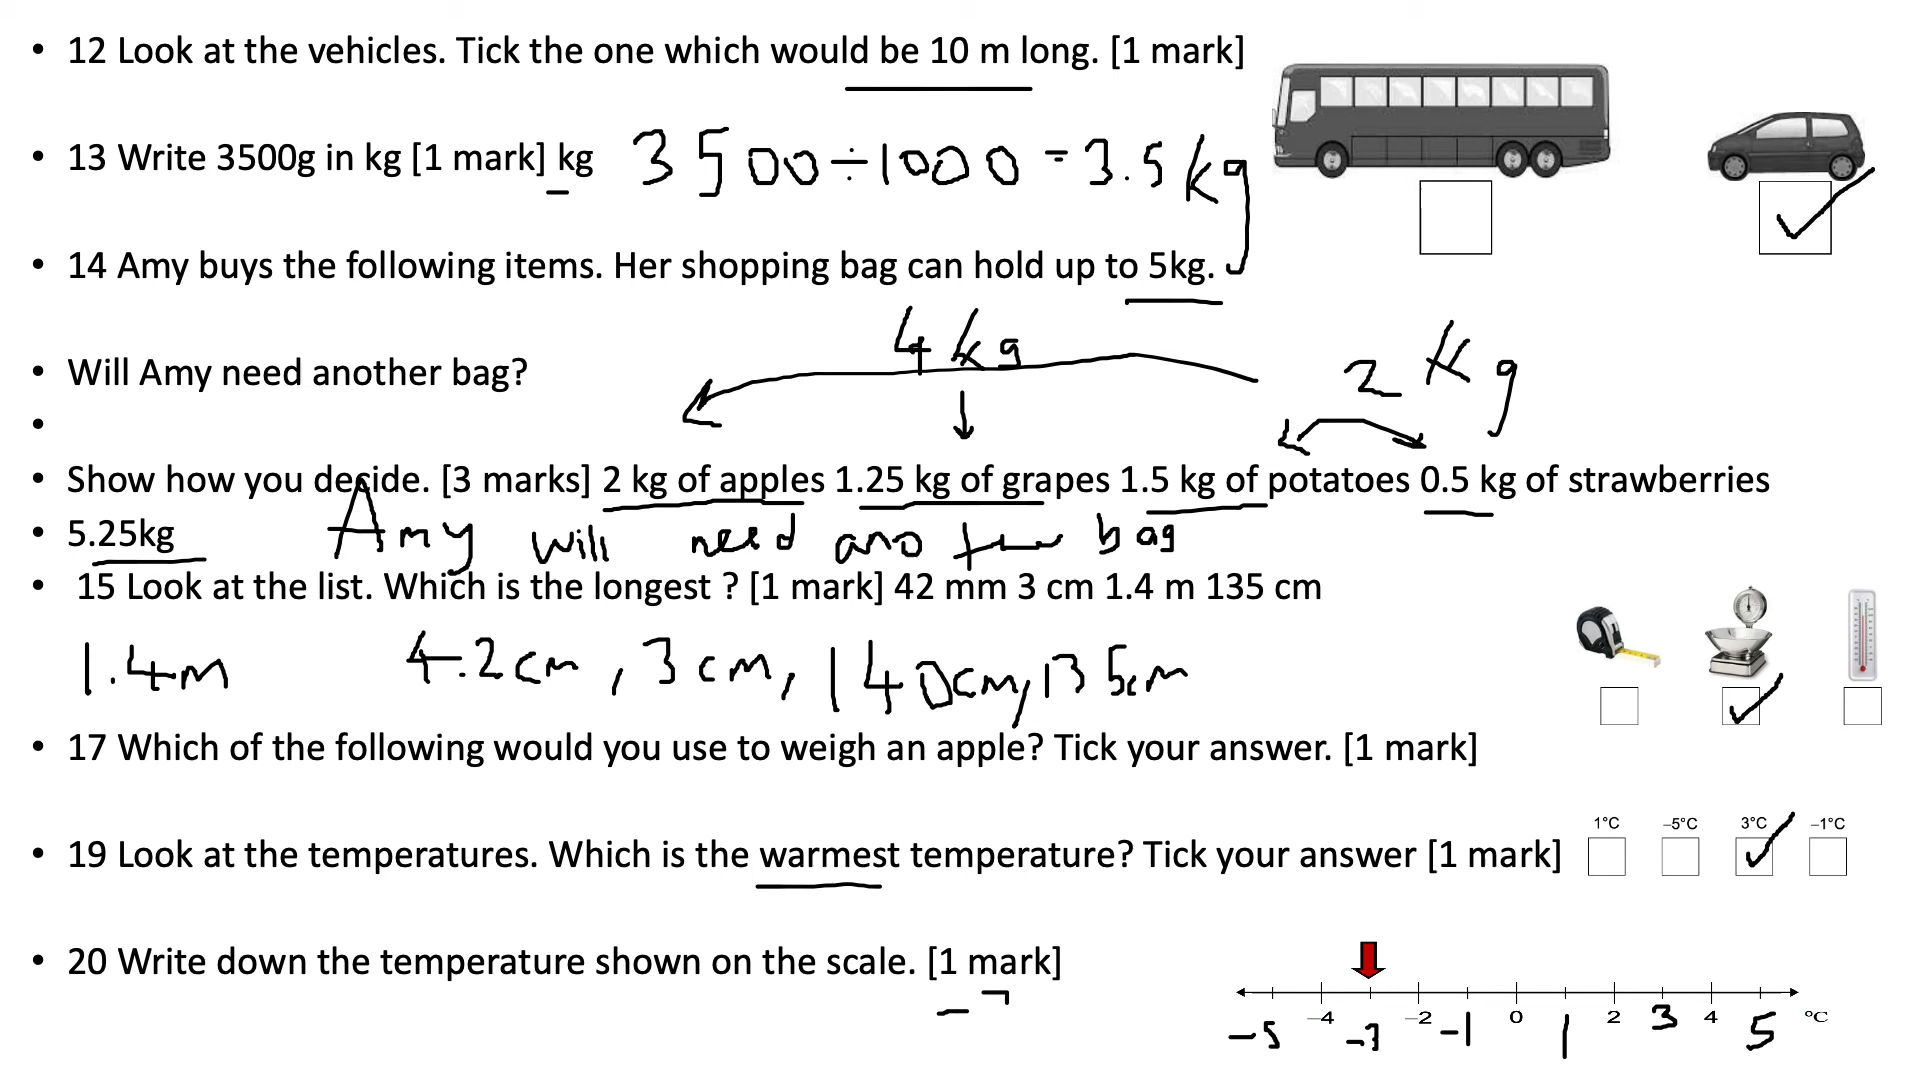 • 12 Look at the vehicles. Tick the one which would be 10 m long. [1 mark]
• 13 Write 3500g in kg [1 mark] kg 3500÷1000 = 3.5 kg
• 14 Amy buys the following items. Her shopping bag can hold up to 5kg.
4 kg
2 kg
• Will Amy need another bag?
•
• Show how you decide. [3 marks] 2 kg of apples 1.25 kg of grapes 1.5 kg of potatoes 0.5 kg of strawberries
• 5.25kg Amy will need another bag
• 15 Look at the list. Which is the longest ? [1 mark] 42 mm 3 cm 1.4 m 135 cm
1.4m 4.2cm, 3cm, 140cm, 135cm
• 17 Which of the following would you use to weigh an apple? Tick your answer. [1 mark]
1°C –5°C 3°C –1°C
• 19 Look at the temperatures. Which is the warmest temperature? Tick your answer [1 mark]
• 20 Write down the temperature shown on the scale. [1 mark]
–4 –2 0 2 4 °C
-5 -3 -1 1 3 5